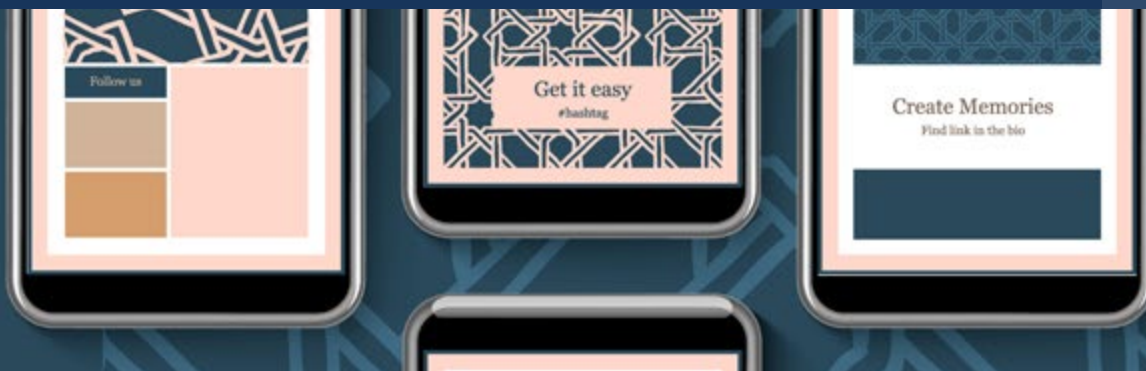 Follow us
Get it easy
#hashtag
Create Memories
Find link in the bio